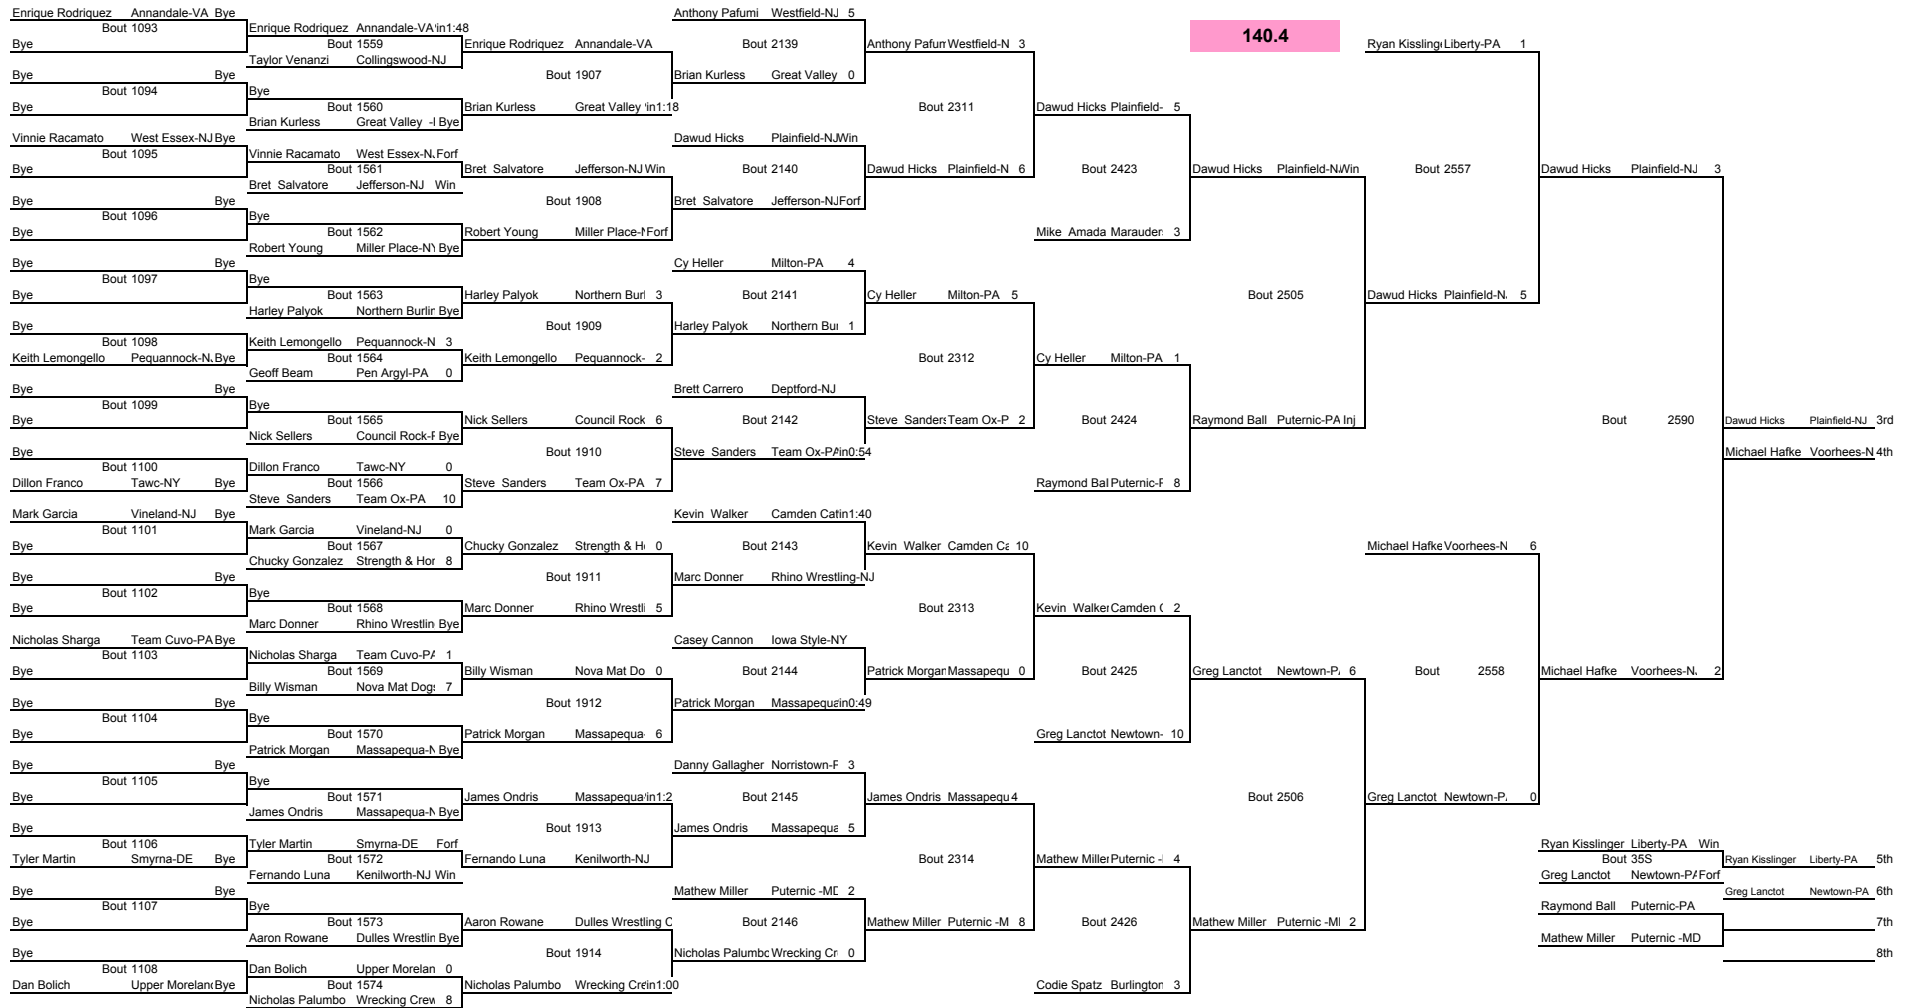 Enrique Rodriquez Annandale-VA Bye
Bout 1093
Bye
Bye Bye
Bout 1094
Bye
Vinnie Racamato West Essex-NJ Bye
Bout 1095
Bye
Bye Bye
Bout 1096
Bye
Bye Bye
Bout 1097
Bye
Bye
Bout 1098
Keith Lemongello Pequannock-N. Bye
Bye Bye
Bout 1099
Bye
Bye
Bout 1100
Dillon Franco Tawc-NY Bye
Mark Garcia Vineland-NJ Bye
Bout 1101
Bye
Bye Bye
Bout 1102
Bye
Nicholas Sharga Team Cuvo-PA Bye
Bout 1103
Bye
Bye Bye
Bout 1104
Bye
Bye Bye
Bout 1105
Bye
Bye
Bout 1106
Tyler Martin Smyrna-DE Bye
Bye Bye
Bout 1107
Bye
Bye
Bout 1108
Dan Bolich Upper Morelan Bye
Enrique Rodriquez Annandale-VA in1:48
Bout 1559
Taylor Venanzi Collingswood-NJ
Bye
Bout 1560
Brian Kurless Great Valley -I Bye
Vinnie Racamato West Essex-N. Forf
Bout 1561
Bret Salvatore Jefferson-NJ Win
Bye
Bout 1562
Robert Young Miller Place-NY Bye
Bye
Bout 1563
Harley Palyok Northern Burlin Bye
Keith Lemongello Pequannock-N 3
Bout 1564
Geoff Beam Pen Argyl-PA 0
Bye
Bout 1565
Nick Sellers Council Rock-F Bye
Dillon Franco Tawc-NY 0
Bout 1566
Steve Sanders Team Ox-PA 10
Mark Garcia Vineland-NJ 0
Bout 1567
Chucky Gonzalez Strength & Hor 8
Bye
Bout 1568
Marc Donner Rhino Wrestlin Bye
Nicholas Sharga Team Cuvo-PA 1
Bout 1569
Billy Wisman Nova Mat Dogs 7
Bye
Bout 1570
Patrick Morgan Massapequa-N Bye
Bye
Bout 1571
James Ondris Massapequa-N Bye
Tyler Martin Smyrna-DE Forf
Bout 1572
Fernando Luna Kenilworth-NJ Win
Bye
Bout 1573
Aaron Rowane Dulles Wrestlin Bye
Dan Bolich Upper Morelan 0
Bout 1574
Nicholas Palumbo Wrecking Crew 8
Enrique Rodriquez Annandale-VA
Bout 1907
Brian Kurless Great Valley in1:18
Bret Salvatore Jefferson-NJ Win
Bout 1908
Robert Young Miller Place-N Forf
Harley Palyok Northern Burl 3
Bout 1909
Keith Lemongello Pequannock- 2
Nick Sellers Council Rock 6
Bout 1910
Steve Sanders Team Ox-PA 7
Chucky Gonzalez Strength & H 0
Bout 1911
Marc Donner Rhino Wrestli 5
Billy Wisman Nova Mat Do 0
Bout 1912
Patrick Morgan Massapequa- 6
James Ondris Massapequa in1:2
Bout 1913
Fernando Luna Kenilworth-NJ
Aaron Rowane Dulles Wrestling C
Bout 1914
Nicholas Palumbo Wrecking Cre in1:00
Anthony Pafumi Westfield-NJ 5
Bout 2139
Brian Kurless Great Valley 0
Dawud Hicks Plainfield-NJ Win
Bout 2140
Bret Salvatore Jefferson-NJ Forf
Cy Heller Milton-PA 4
Bout 2141
Harley Palyok Northern Bur 1
Brett Carrero Deptford-NJ
Bout 2142
Steve Sanders Team Ox-PA in0:54
Kevin Walker Camden Cat in1:40
Bout 2143
Marc Donner Rhino Wrestling-NJ
Casey Cannon Iowa Style-NY
Bout 2144
Patrick Morgan Massapequa in0:49
Danny Gallagher Norristown-F 3
Bout 2145
James Ondris Massapequa 5
Mathew Miller Puternic -MD 2
Bout 2146
Nicholas Palumbo Wrecking Cr 0
Anthony Pafum Westfield-N 3
Bout 2311
Dawud Hicks Plainfield-N 6
Cy Heller Milton-PA 5
Bout 2312
Steve Sanders Team Ox-P 2
Kevin Walker Camden Ca 10
Bout 2313
Patrick Morgan Massapequ 0
James Ondris Massapequ 4
Bout 2314
Mathew Miller Puternic -M 8
Dawud Hicks Plainfield- 5
Bout 2423
Mike Amada Marauder 3
Cy Heller Milton-PA 1
Bout 2424
Raymond Bal Puternic-F 8
Kevin Walker Camden C 2
Bout 2425
Greg Lanctot Newtown- 10
Mathew Miller Puternic - 4
Bout 2426
Codie Spatz Burlington 3
140.4
Dawud Hicks Plainfield-NJ Win
Bout 2505
Raymond Ball Puternic-PA Inj
Greg Lanctot Newtown-PA 6
Bout 2506
Mathew Miller Puternic -MI 2
Ryan Kissling Liberty-PA 1
Bout 2557
Dawud Hicks Plainfield-N. 5
Michael Hafke Voorhees-N 6
Bout 2558
Greg Lanctot Newtown-P. 0
Dawud Hicks Plainfield-NJ 3
Bout 2590
Michael Hafke Voorhees-N. 2
Dawud Hicks Plainfield-NJ 3rd
Michael Hafke Voorhees-N 4th
Ryan Kisslinger Liberty-PA Win
Bout 35S
Greg Lanctot Newtown-PA Forf
Raymond Ball Puternic-PA
Mathew Miller Puternic -MD
Ryan Kisslinger Liberty-PA 5th
Greg Lanctot Newtown-PA 6th
7th
8th